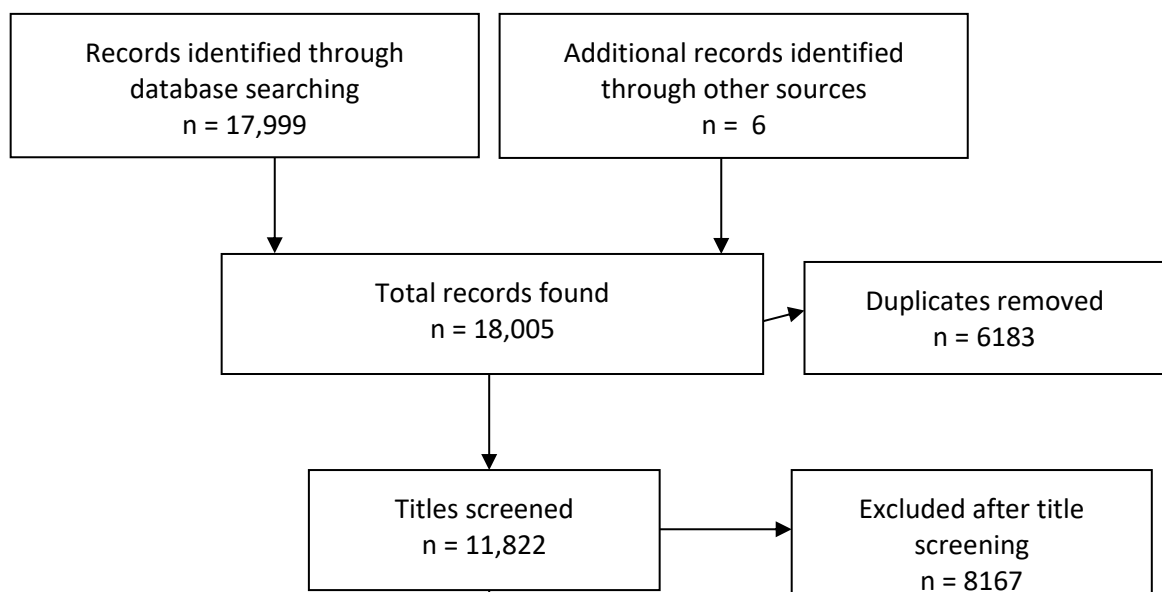 Records identified through
database searching
n = 17,999
Additional records identified
through other sources
n = 6
Total records found
n = 18,005
Duplicates removed
n = 6183
Titles screened
n = 11,822
Excluded after title
screening
n = 8167